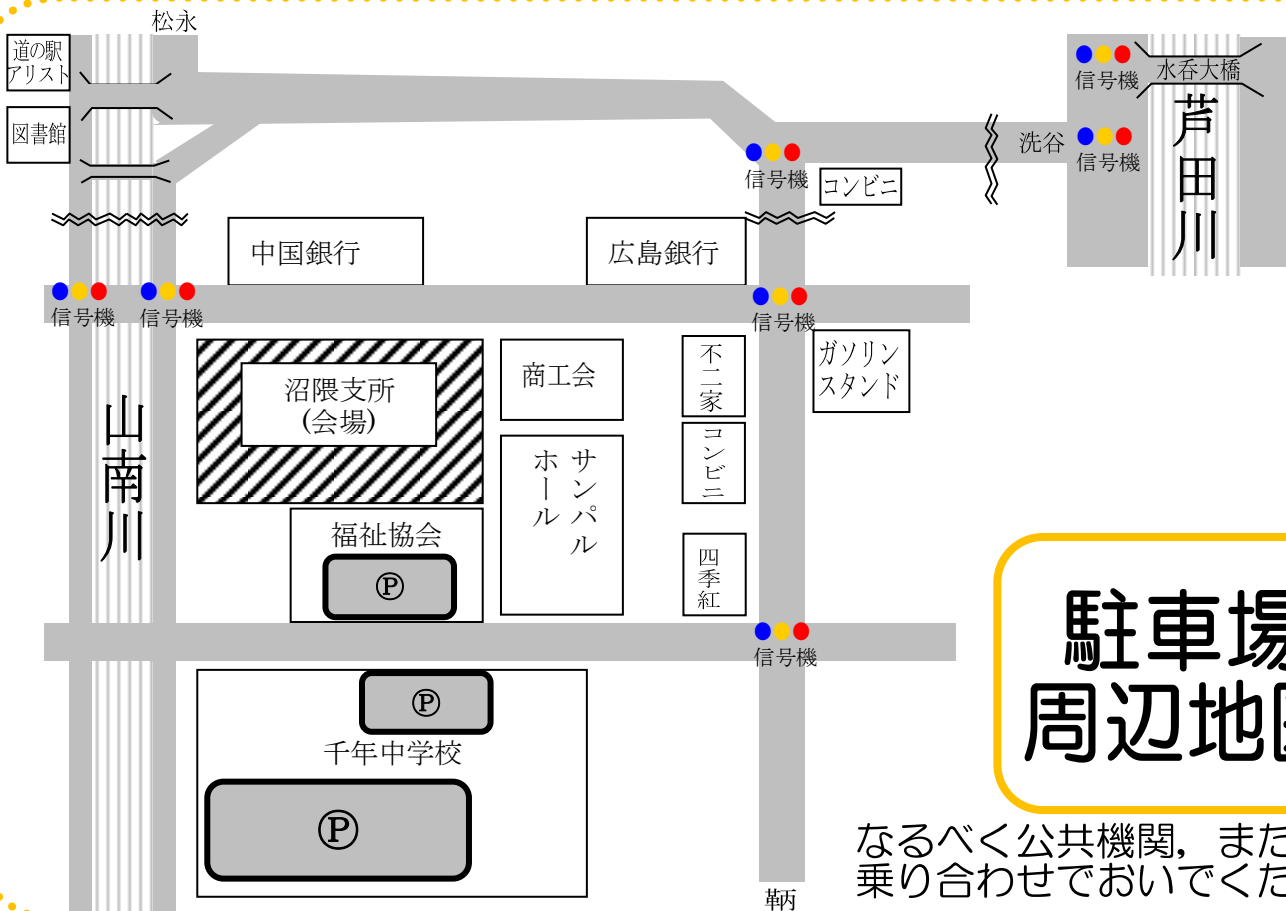 松永
道の駅
アリスト
図書館
信号機
水呑大橋
芦田川
洗谷
信号機
信号機
コンビニ
中国銀行
広島銀行
信号機
信号機
信号機
ガソリン
スタンド
沼隈支所
(会場)
商工会
不二家
コンビニ
山南川
サンパル
ホール
福祉協会
Ⓟ
四季紅
信号機
Ⓟ
千年中学校
Ⓟ
鞆
駐車場
周辺地図
なるべく公共機関，また
乗り合わせでおいでくだ